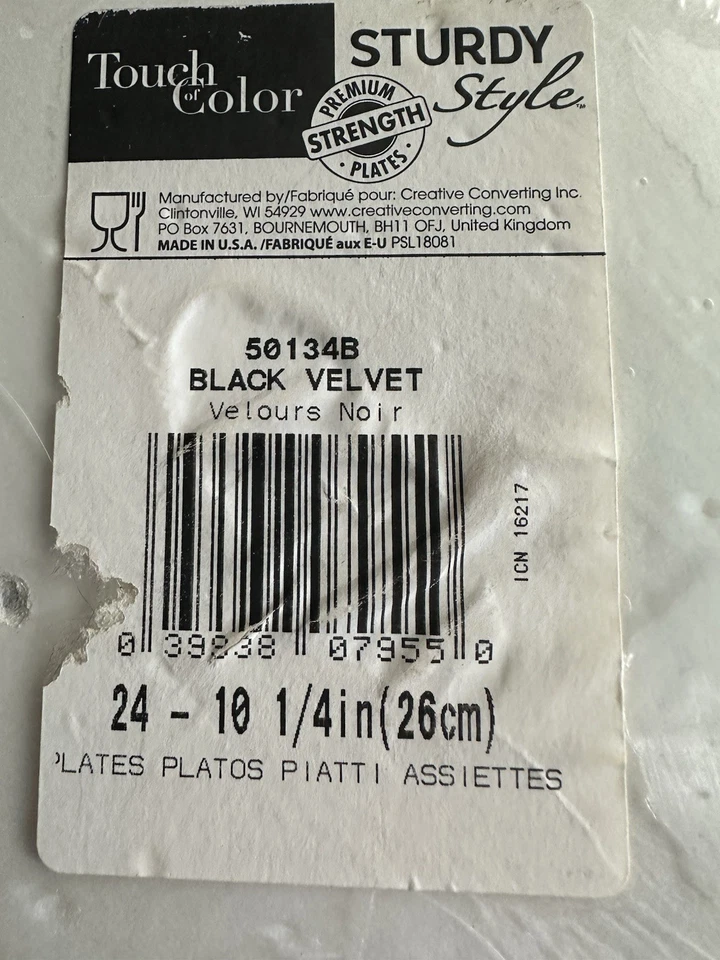 Touch of Color
STURDY
Style™
PREMIUM
STRENGTH
PLATES
Manufactured by/Fabriqué pour: Creative Converting Inc.
Clintonville, WI 54929 www.creativeconverting.com
PO Box 7631, BOURNEMOUTH, BH11 OFJ, United Kingdom
MADE IN U.S.A. /FABRIQUÉ aux E-U PSL18081
50134B
BLACK VELVET
Velours Noir
ICN 16217
0 39938 07955 0
24 - 10 1/4in(26cm)
PLATES PLATOS PIATTI ASSIETTES